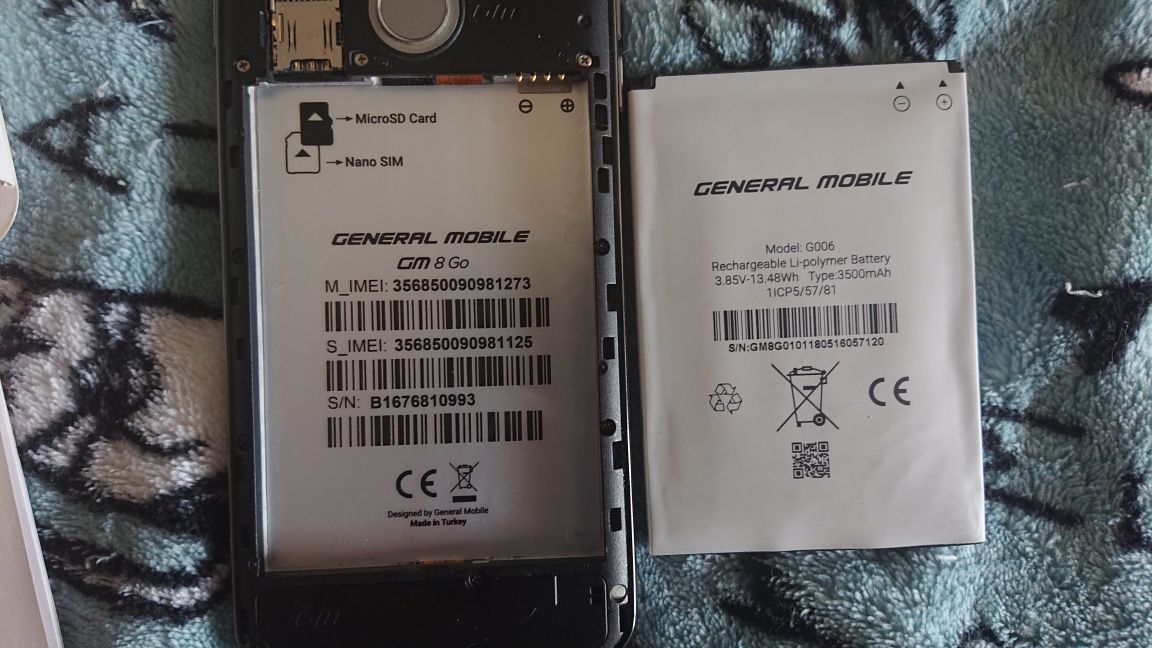 MicroSD Card
Nano SIM
GENERAL MOBILE
GM 8 Go
M_IMEI: 356850090981273
S_IMEI: 356850090981125
S/N: B1676810993
CE
Designed by General Mobile
Made in Turkey
GENERAL MOBILE
Model: G006
Rechargeable Li-polymer Battery
3.85V-13.48Wh Type:3500mAh
1ICP5/57/81
S/N:GM8G0101180516057120
CE